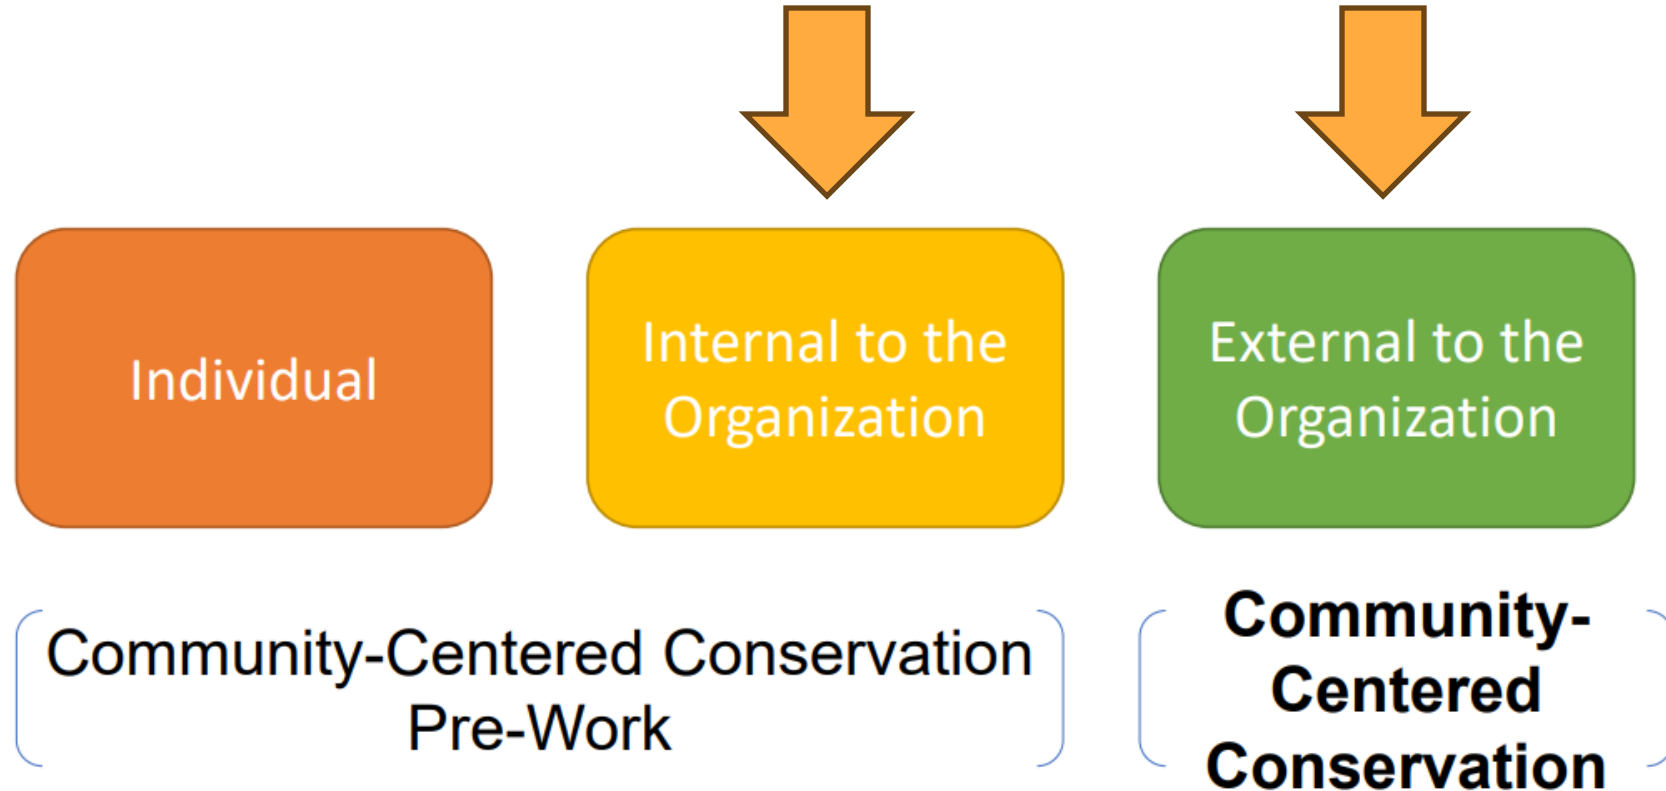 Individual
Internal to the
Organization
External to the
Organization
Community-Centered Conservation
Pre-Work
Community-
Centered
Conservation